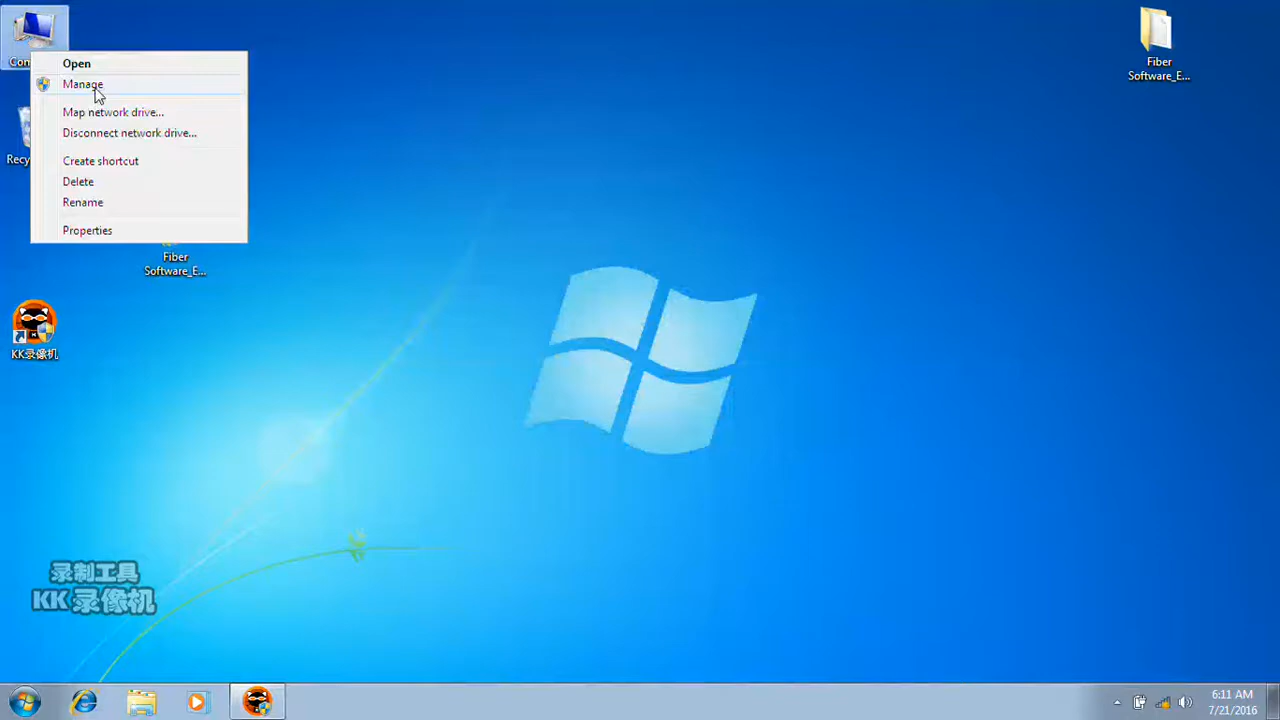 Com
Open
Manage
Map network drive...
Disconnect network drive...
Create shortcut
Delete
Rename
Properties
Recy
Fiber
Software_E...
Fiber
Software_E...
KK录像机
录制工具
KK 录像机
6:11 AM
7/21/2016